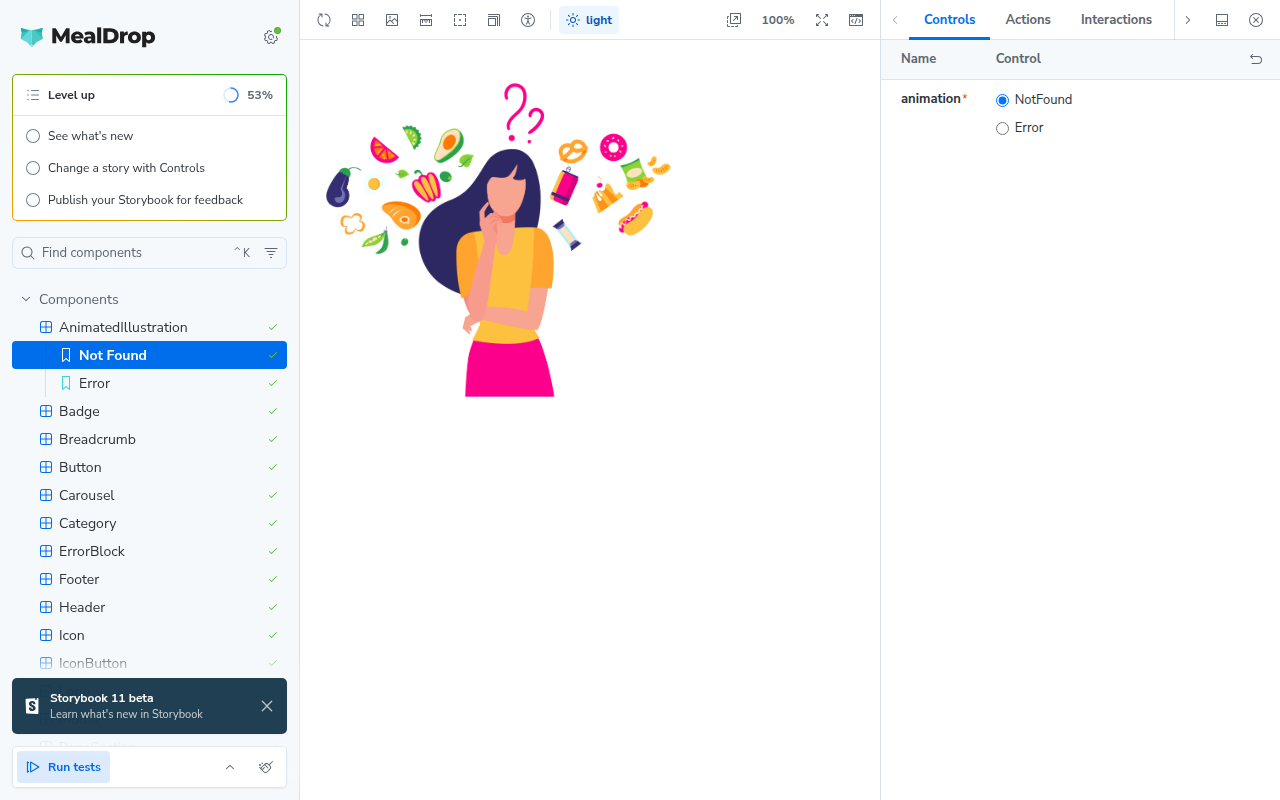 MealDrop
Level up
53%
See what's new
Change a story with Controls
Publish your Storybook for feedback
Find components
⌃ K
Components
AnimatedIllustration
Not Found
Error
Badge
Breadcrumb
Button
Carousel
Category
ErrorBlock
Footer
Header
Icon
IconButton
Storybook 11 beta
Learn what's new in Storybook
Run tests
light
100%
??
Controls
Actions
Interactions
Name
Control
animation*
NotFound
Error